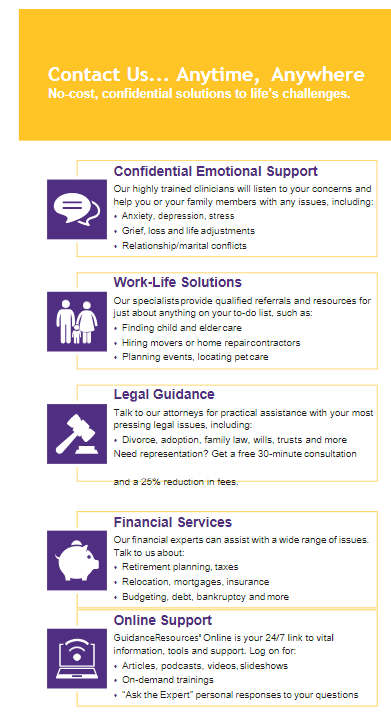 Contact Us... Anytime, Anywhere
No-cost, confidential solutions to life's challenges.
Confidential Emotional Support
Our highly trained clinicians will listen to your concerns and
help you or your family members with any issues, including:
• Anxiety, depression, stress
• Grief, loss and life adjustments
• Relationship/marital conflicts
Work-Life Solutions
Our specialists provide qualified referrals and resources for
just about anything on your to-do list, such as:
• Finding child and elder care
• Hiring movers or home repair contractors
• Planning events, locating pet care
Legal Guidance
Talk to our attorneys for practical assistance with your most
pressing legal issues, including:
• Divorce, adoption, family law, wills, trusts and more
Need representation? Get a free 30-minute consultation
and a 25% reduction in fees.
Financial Services
Our financial experts can assist with a wide range of issues.
Talk to us about:
• Retirement planning, taxes
• Relocation, mortgages, insurance
• Budgeting, debt, bankruptcy and more
Online Support
GuidanceResources® Online is your 24/7 link to vital
information, tools and support. Log on for:
• Articles, podcasts, videos, slideshows
• On-demand trainings
• "Ask the Expert" personal responses to your questions